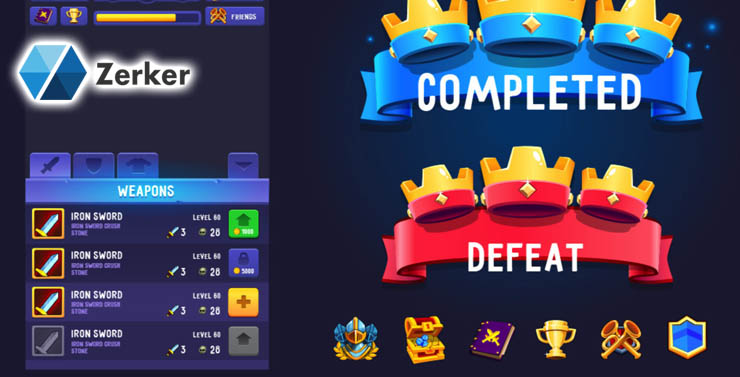 FRIENDS
Zerker
COMPLETED
WEAPONS
IRON SWORD
LEVEL 60
IRON SWORD CRUSH
STONE
3
28
1000
IRON SWORD
LEVEL 60
IRON SWORD CRUSH
STONE
3
28
5000
IRON SWORD
LEVEL 60
IRON SWORD CRUSH
STONE
3
28
IRON SWORD
LEVEL 60
IRON SWORD CRUSH
STONE
3
28
DEFEAT